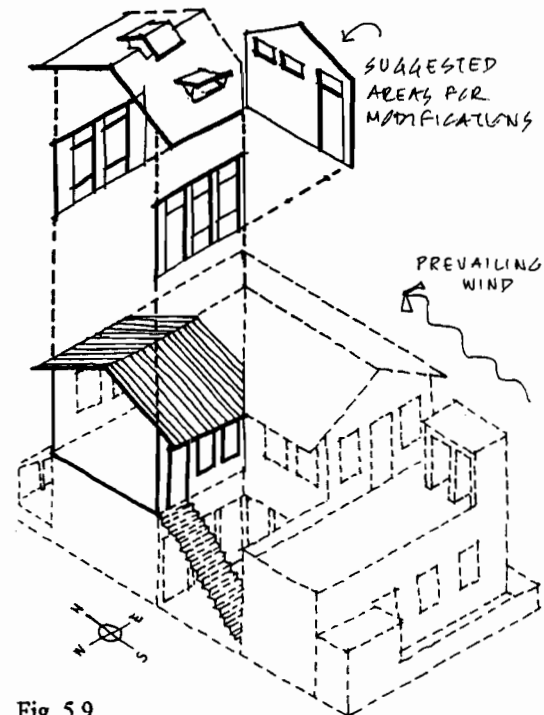 SUGGESTED
AREAS FOR
MODIFICATIONS
PREVAILING
WIND
N E
S
Fig. 5.9